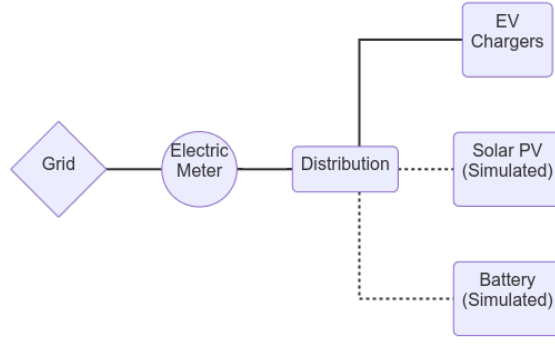 EV
Chargers
Grid
Electric
Meter
Distribution
Solar PV
(Simulated)
Battery
(Simulated)